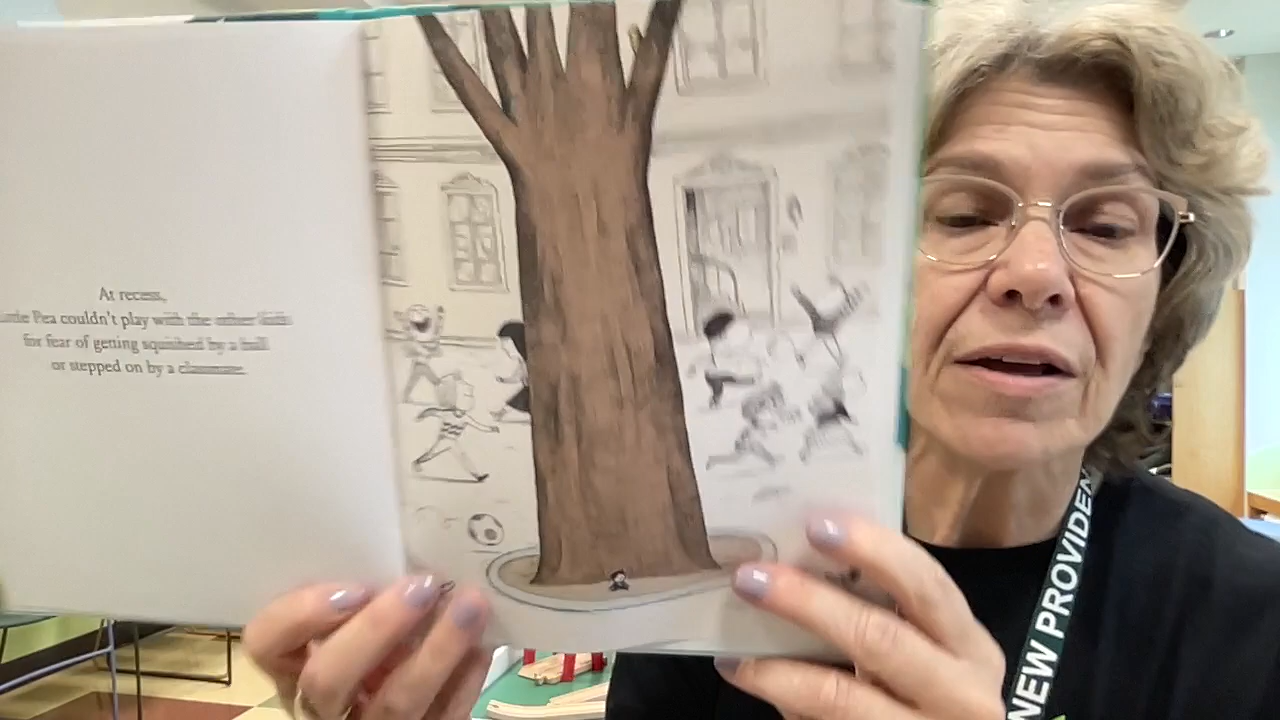 At recess,
Little Pea couldn't play with the other kids
for fear of getting squished by a ball
or stepped on by a classmate.
NEW PROVIDEN